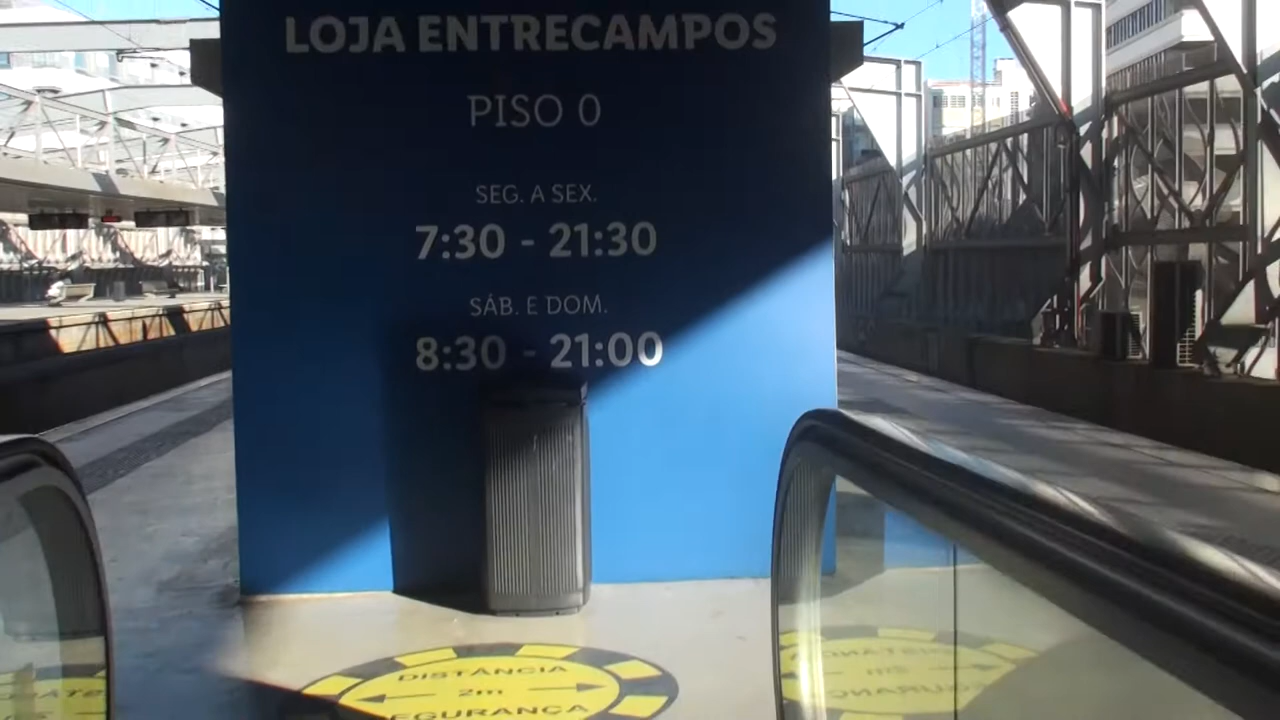 LOJA ENTRECAMPOS
PISO 0
SEG. A SEX.
7:30 - 21:30
SÁB. E DOM.
8:30 - 21:00
DISTÂNCIA
2m
SEGURANÇA